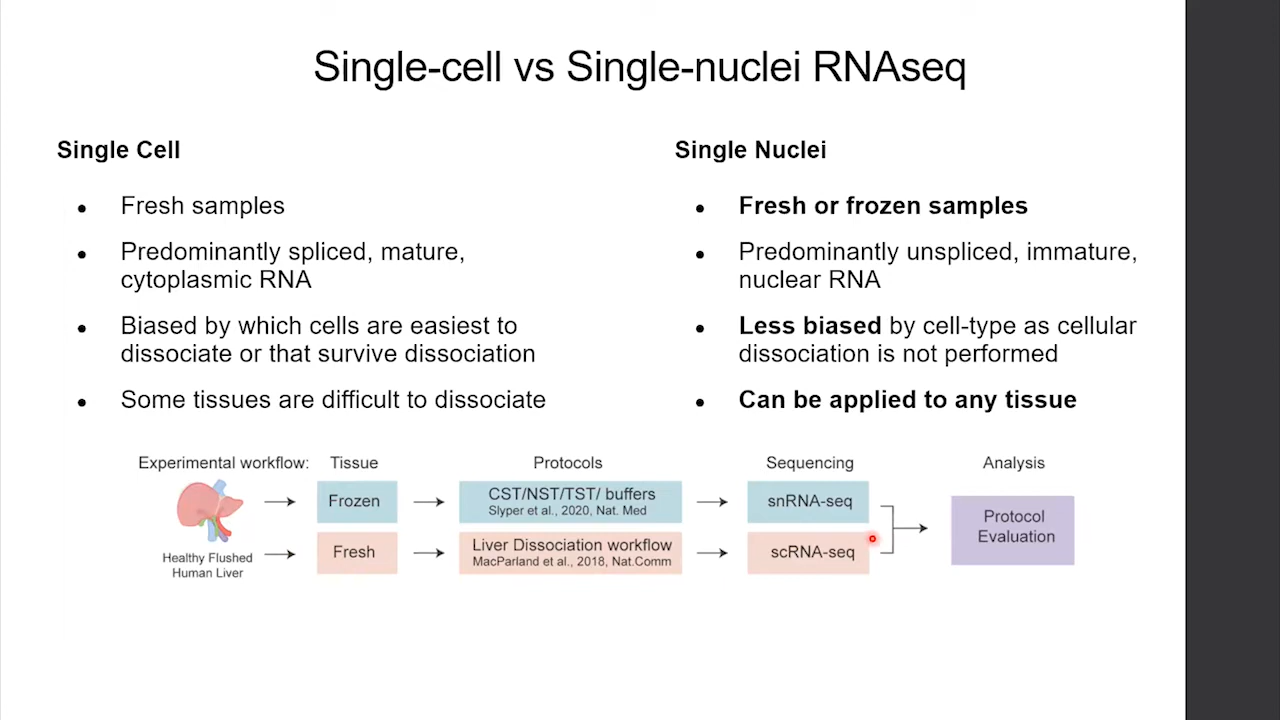 Single-cell vs Single-nuclei RNAseq
Single Cell
• Fresh samples
• Predominantly spliced, mature,
cytoplasmic RNA
• Biased by which cells are easiest to
dissociate or that survive dissociation
• Some tissues are difficult to dissociate
Single Nuclei
• Fresh or frozen samples
• Predominantly unspliced, immature,
nuclear RNA
• Less biased by cell-type as cellular
dissociation is not performed
• Can be applied to any tissue
Experimental workflow: Tissue Protocols Sequencing Analysis
Healthy Flushed
Human Liver
Frozen
CST/NST/TST/ buffers
Slyper et al., 2020, Nat. Med
snRNA-seq
Fresh
Liver Dissociation workflow
MacParland et al., 2018, Nat.Comm
scRNA-seq
Protocol
Evaluation